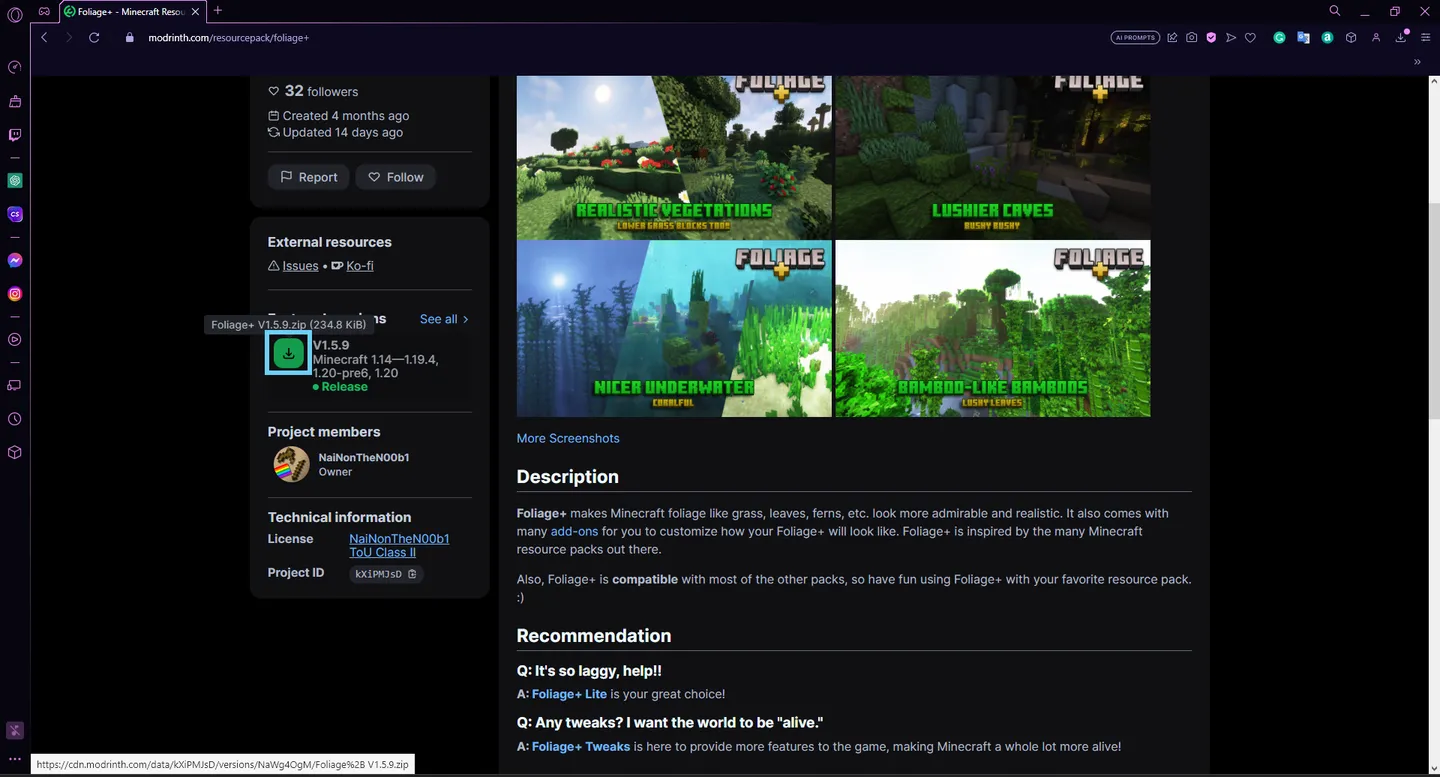 Foliage+ - Minecraft Resou
modrinth.com/resourcepack/foliage+
AI PROMPTS
32 followers
Created 4 months ago
Updated 14 days ago
Report
Follow
External resources
Issues • Ko-fi
See all
Foliage+ V1.5.9.zip (234.8 KiB)
V1.5.9
Minecraft 1.14—1.19.4,
1.20-pre6, 1.20
Release
Project members
NaiNonTheN00b1
Owner
Technical information
License
NaiNonTheN00b1
ToU Class II
Project ID
kXiPMJsD
FOLIAGE
+
REALISTIC VEGETATIONS
LOWER GRASS BLOCKS TOOO
FOLIAGE
+
LUSHIER CAVES
BUSHY BUSHY
FOLIAGE
+
NICER UNDERWATER
CORALFUL
FOLIAGE
+
BAMBOO-LIKE BAMBOOS
LUSHY LEAVES
More Screenshots
Description
Foliage+ makes Minecraft foliage like grass, leaves, ferns, etc. look more admirable and realistic. It also comes with
many add-ons for you to customize how your Foliage+ will look like. Foliage+ is inspired by the many Minecraft
resource packs out there.
Also, Foliage+ is compatible with most of the other packs, so have fun using Foliage+ with your favorite resource pack.
:)
Recommendation
Q: It's so laggy, help!!
A: Foliage+ Lite is your great choice!
Q: Any tweaks? I want the world to be "alive."
A: Foliage+ Tweaks is here to provide more features to the game, making Minecraft a whole lot more alive!
https://cdn.modrinth.com/data/kXiPMJsD/versions/NaWg4OgM/Foliage%2B V1.5.9.zip